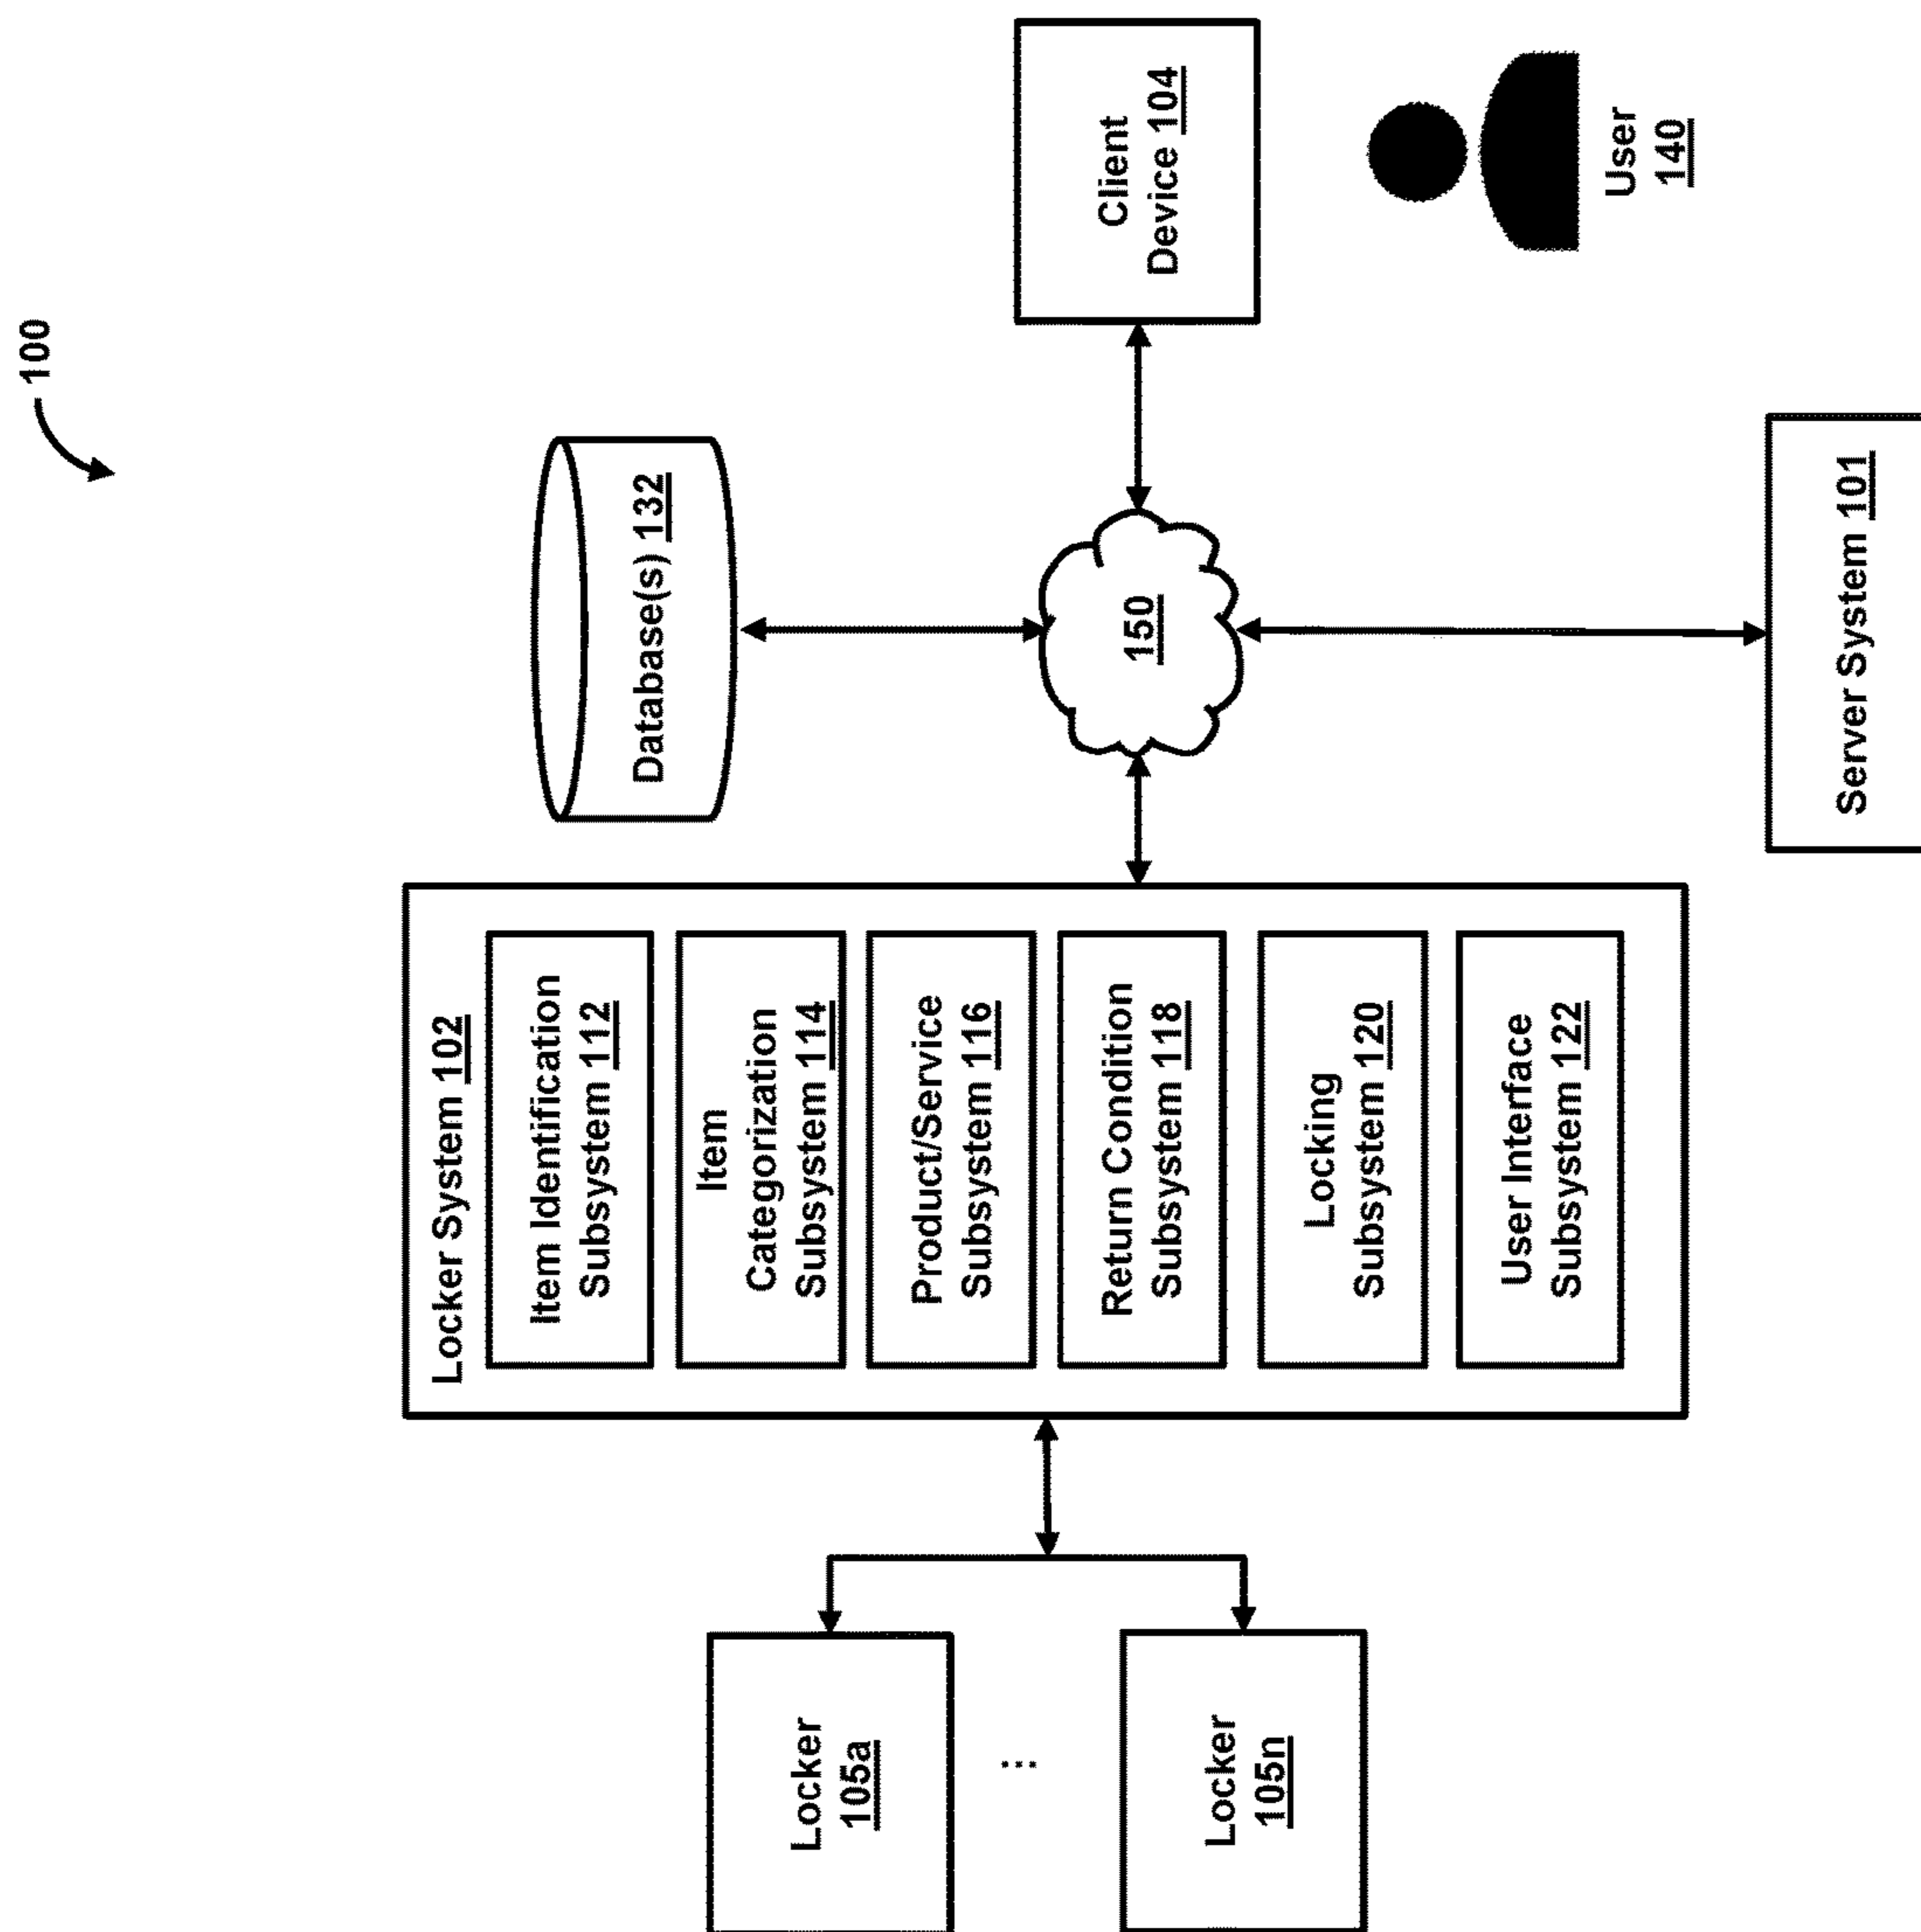 100
Locker
105a
...
Locker
105n
Locker System 102
Item Identification
Subsystem 112
Item
Categorization
Subsystem 114
Product/Service
Subsystem 116
Return Condition
Subsystem 118
Locking
Subsystem 120
User Interface
Subsystem 122
Database(s) 132
150
Server System 101
Client
Device 104
User
140